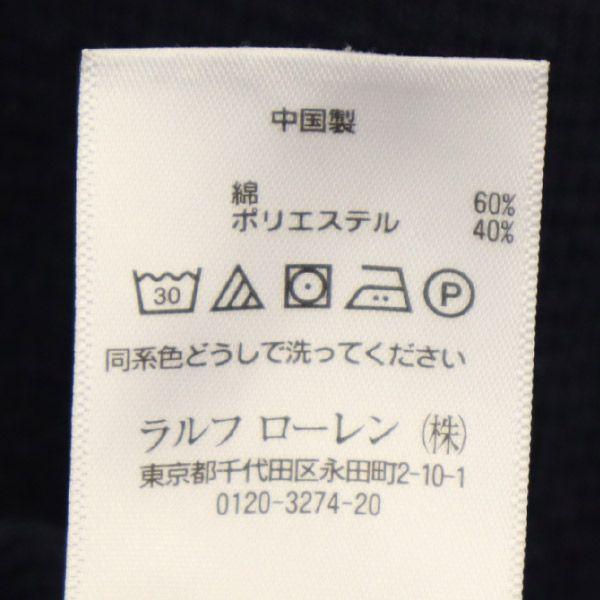 中国製
綿 60%
ポリエステル 40%
30 P
同系色どうしで洗ってください
ラルフ ローレン (株)
東京都千代田区永田町2-10-1
0120-3274-20